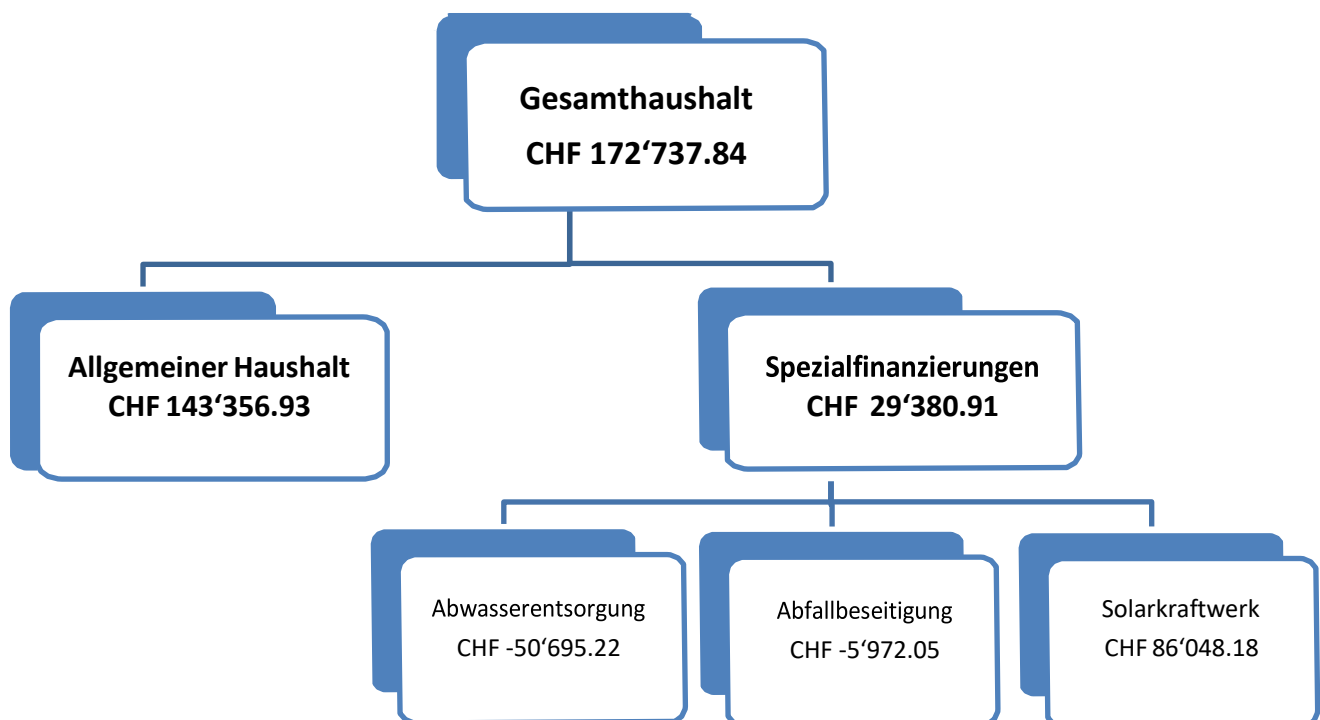 Gesamthaushalt
CHF 172‘737.84
Allgemeiner Haushalt
CHF 143‘356.93
Spezialfinanzierungen
CHF 29‘380.91
Abwasserentsorgung
CHF -50‘695.22
Abfallbeseitigung
CHF -5‘972.05
Solarkraftwerk
CHF 86‘048.18